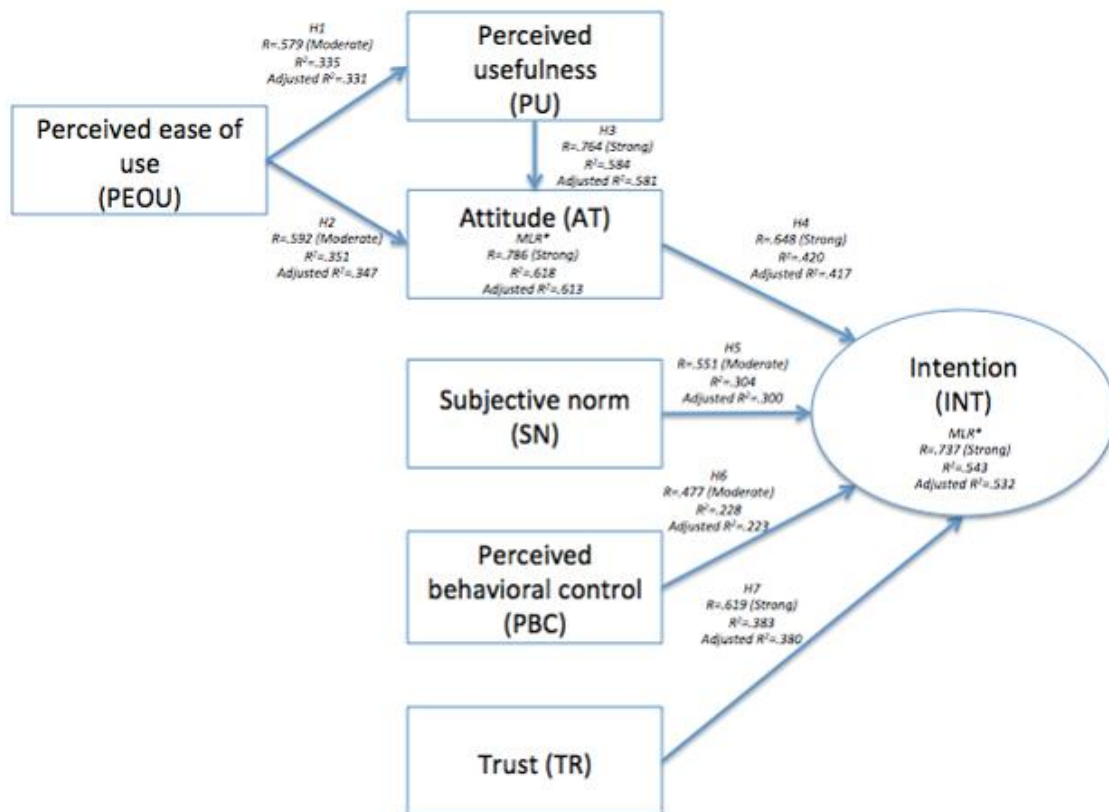 H1
R=.579 (Moderate)
R²=.335
Adjusted R²=.331
Perceived
usefulness
(PU)
Perceived ease of
use
(PEOU)
H3
R=.764 (Strong)
R²=.584
Adjusted R²=.581
H2
R=.592 (Moderate)
R²=.351
Adjusted R²=.347
Attitude (AT)
MLR*
R=.786 (Strong)
R²=.618
Adjusted R²=.613
H4
R=.648 (Strong)
R²=.420
Adjusted R²=.417
Subjective norm
(SN)
H5
R=.551 (Moderate)
R²=.304
Adjusted R²=.300
Intention
(INT)
MLR*
R=.737 (Strong)
R²=.543
Adjusted R²=.532
H6
R=.477 (Moderate)
R²=.228
Adjusted R²=.223
Perceived
behavioral control
(PBC)
H7
R=.619 (Strong)
R²=.383
Adjusted R²=.380
Trust (TR)